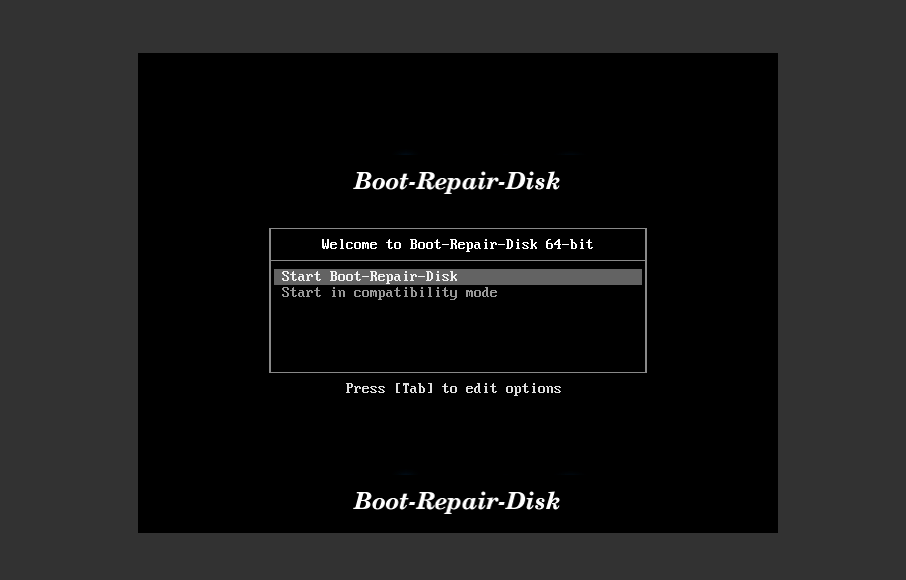 Boot-Repair-Disk
Welcome to Boot-Repair-Disk 64-bit
Start Boot-Repair-Disk
Start in compatibility mode
Press [Tab] to edit options
Boot-Repair-Disk